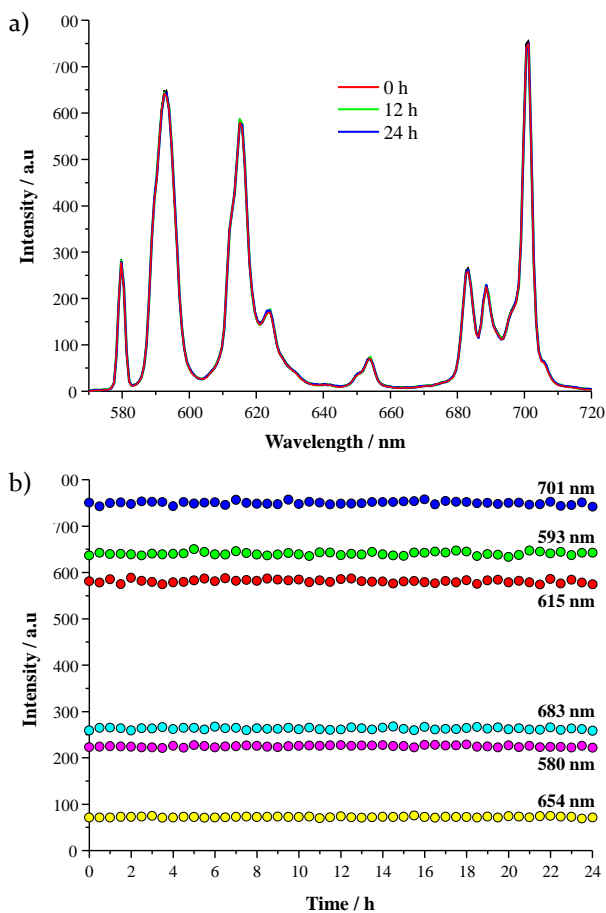 a)
00
700
600
500
400
300
200
100
0
Intensity / a.u
0 h
12 h
24 h
580 600 620 640 660 680 700 720
Wavelength / nm
b)
00
700
600
500
400
300
200
100
0
Intensity / a.u
701 nm
593 nm
615 nm
683 nm
580 nm
654 nm
0 2 4 6 8 10 12 14 16 18 20 22 24
Time / h